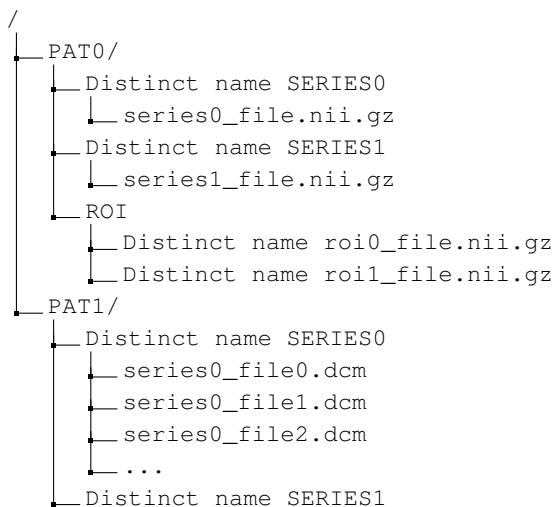 /
PAT0/
Distinct name SERIES0
series0_file.nii.gz
Distinct name SERIES1
series1_file.nii.gz
ROI
Distinct name roi0_file.nii.gz
Distinct name roi1_file.nii.gz
PAT1/
Distinct name SERIES0
series0_file0.dcm
series0_file1.dcm
series0_file2.dcm
...
Distinct name SERIES1